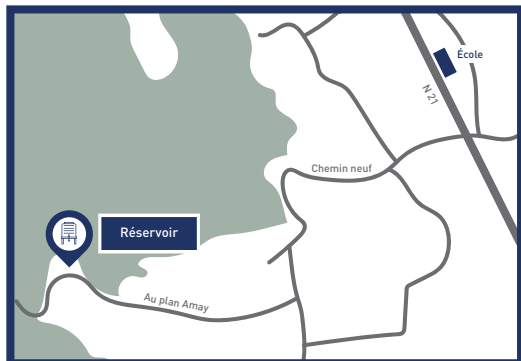 École
N 21
Chemin neuf
Réservoir
Au plan Amay